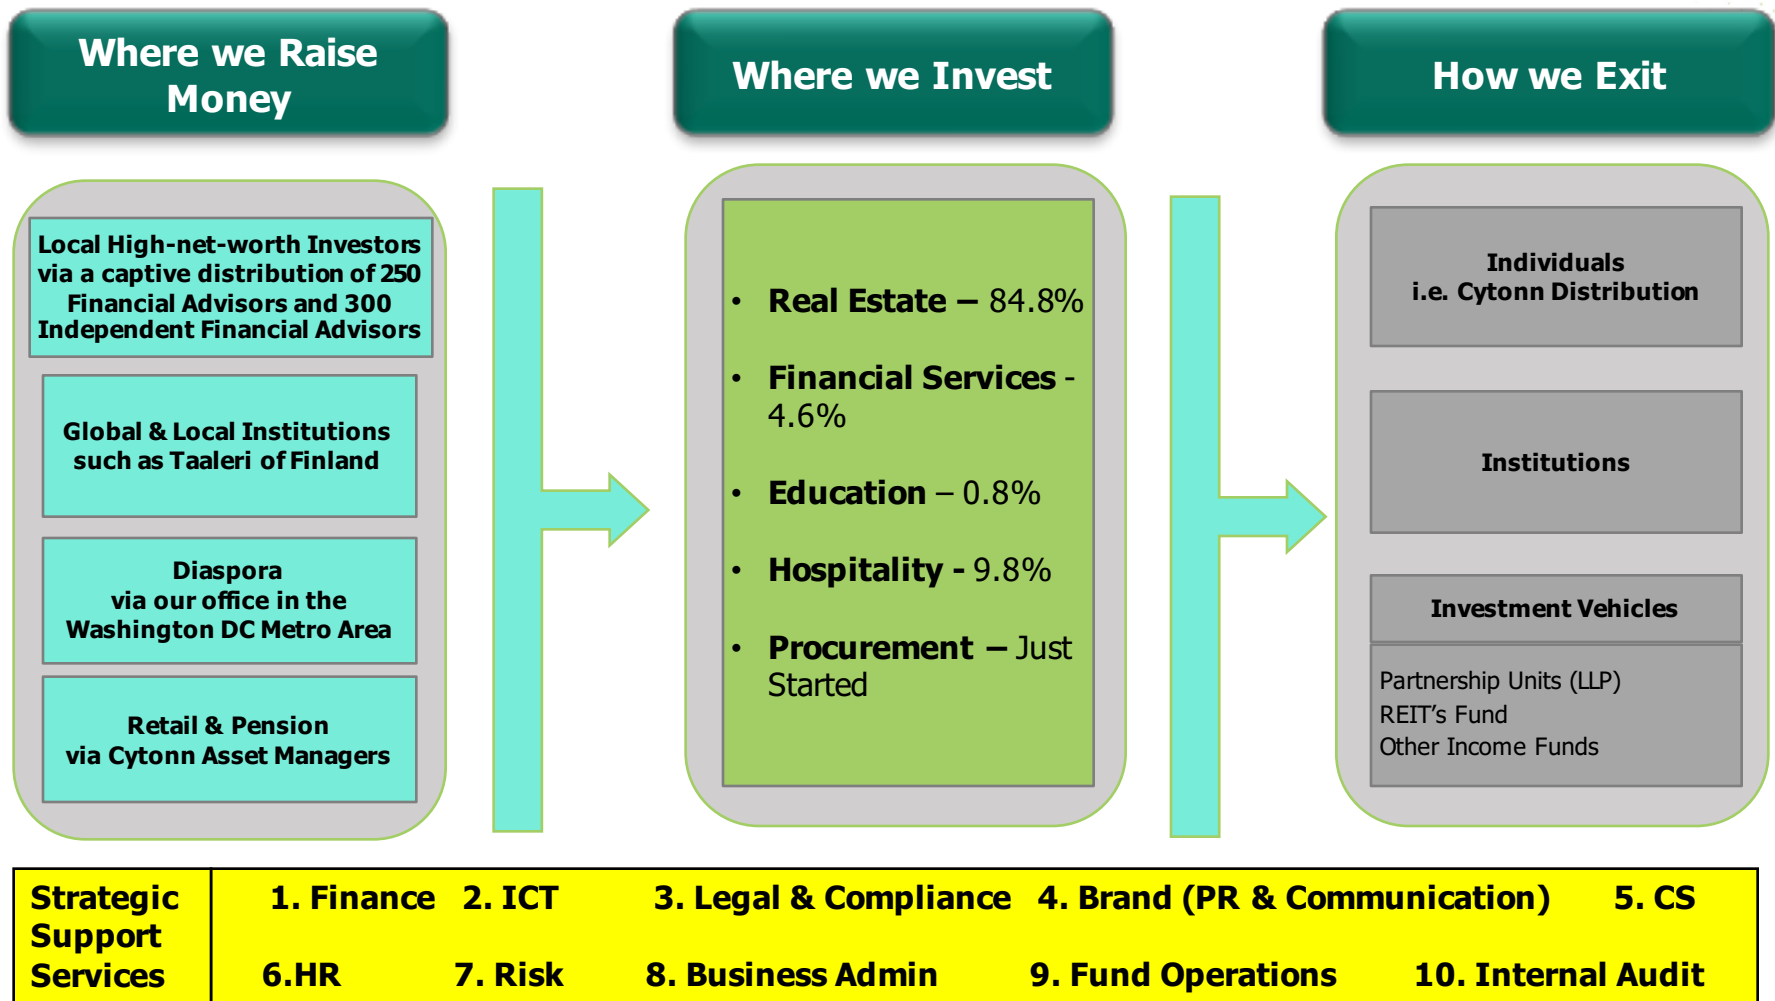 Where we Raise
Money
Where we Invest
How we Exit
Local High-net-worth Investors
via a captive distribution of 250
Financial Advisors and 300
Independent Financial Advisors
Global & Local Institutions
such as Taaleri of Finland
Diaspora
via our office in the
Washington DC Metro Area
Retail & Pension
via Cytonn Asset Managers
• Real Estate – 84.8%
• Financial Services -
4.6%
• Education – 0.8%
• Hospitality - 9.8%
• Procurement – Just
Started
Individuals
i.e. Cytonn Distribution
Institutions
Investment Vehicles
Partnership Units (LLP)
REIT’s Fund
Other Income Funds
Strategic
Support
Services
1. Finance 2. ICT 3. Legal & Compliance 4. Brand (PR & Communication) 5. CS
6.HR 7. Risk 8. Business Admin 9. Fund Operations 10. Internal Audit